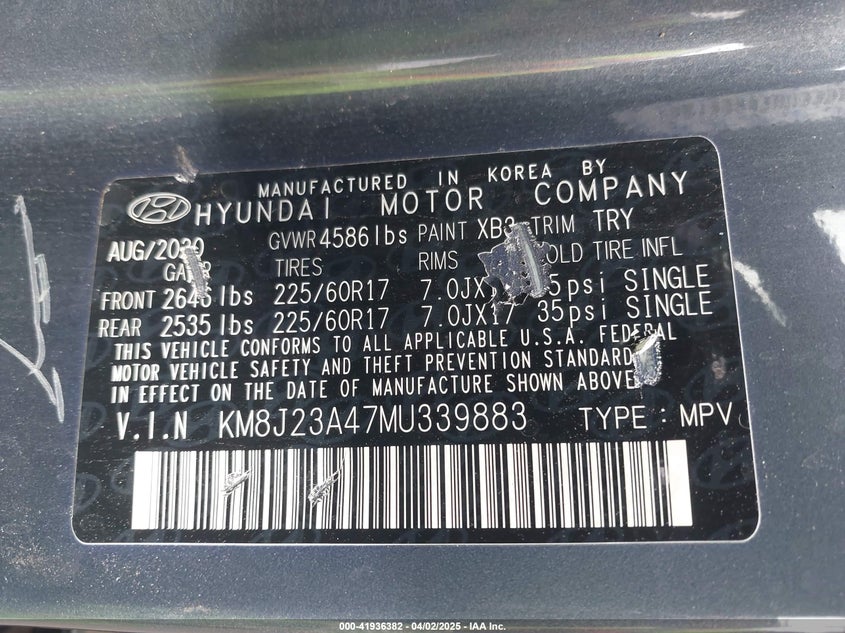 MANUFACTURED IN KOREA BY
HYUNDAI MOTOR COMPANY
GVWR 4586 lbs PAINT TRIM TRY
TIRES RIMS TIRE INFL
FRONT lbs 225/60R17 psi SINGLE
REAR 2535 lbs 225/60R17 7.0JX17 35psi SINGLE
THIS VEHICLE CONFORMS TO ALL APPLICABLE U.S.A. FEDERAL
MOTOR VEHICLE SAFETY AND THEFT PREVENTION STANDARD
IN EFFECT ON THE DATE OF MANUFACTURE SHOWN ABOVE
V.I.N KM8J23A47MU339883 TYPE : MPV
000-41936382 - 04/02/2025 - IAA Inc.